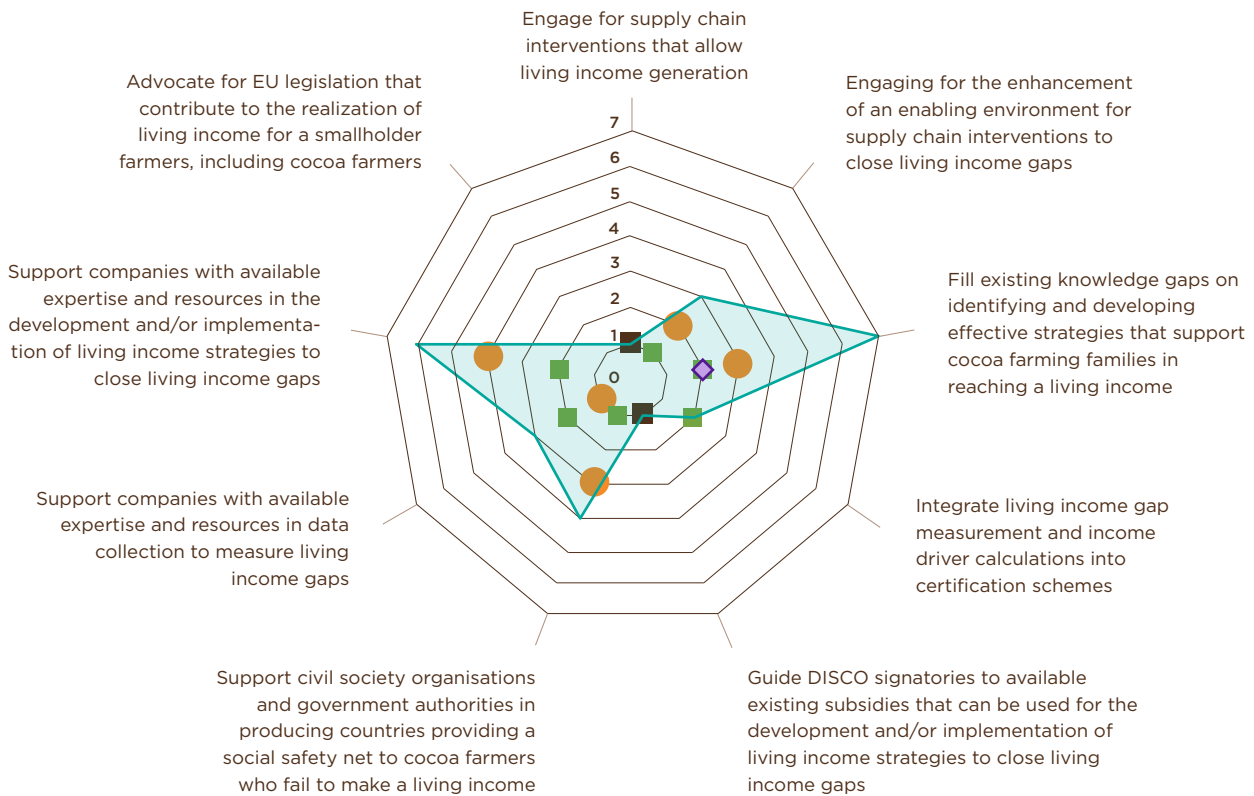 Engage for supply chain
interventions that allow
living income generation
Advocate for EU legislation that
contribute to the realization of
living income for a smallholder
farmers, including cocoa farmers
Engaging for the enhancement
of an enabling environment for
supply chain interventions to
close living income gaps
7
6
5
4
3
2
1
0
Support companies with available
expertise and resources in the
development and/or implementa-
tion of living income strategies to
close living income gaps
Fill existing knowledge gaps on
identifying and developing
effective strategies that support
cocoa farming families in
reaching a living income
Support companies with available
expertise and resources in data
collection to measure living
income gaps
Integrate living income gap
measurement and income
driver calculations into
certification schemes
Support civil society organisations
and government authorities in
producing countries providing a
social safety net to cocoa farmers
who fail to make a living income
Guide DISCO signatories to available
existing subsidies that can be used for the
development and/or implementation of
living income strategies to close living
income gaps